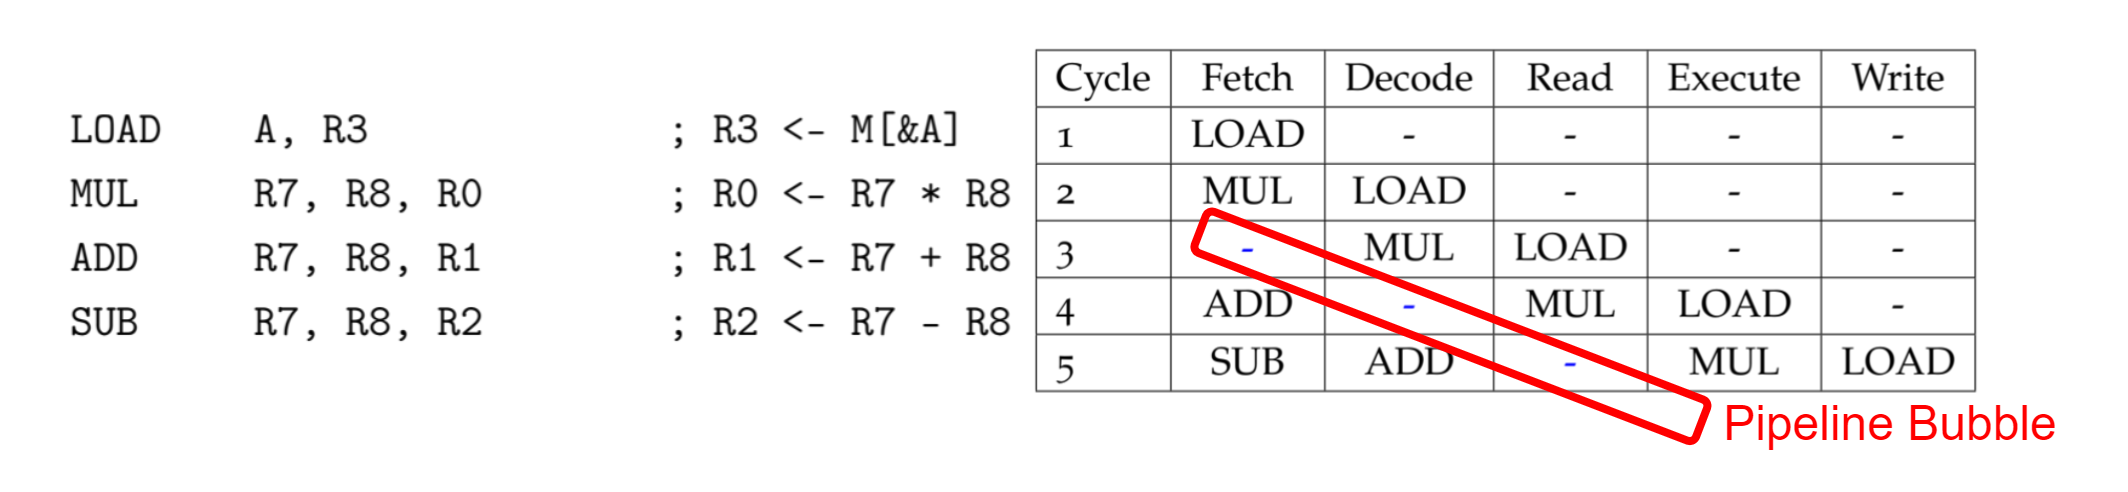 LOAD A, R3 ; R3 <- M[&A]
MUL R7, R8, R0 ; R0 <- R7 * R8
ADD R7, R8, R1 ; R1 <- R7 + R8
SUB R7, R8, R2 ; R2 <- R7 - R8
Cycle Fetch Decode Read Execute Write
1 LOAD - - - -
2 MUL LOAD - - -
3 - MUL LOAD - -
4 ADD - MUL LOAD -
5 SUB ADD - MUL LOAD
Pipeline Bubble